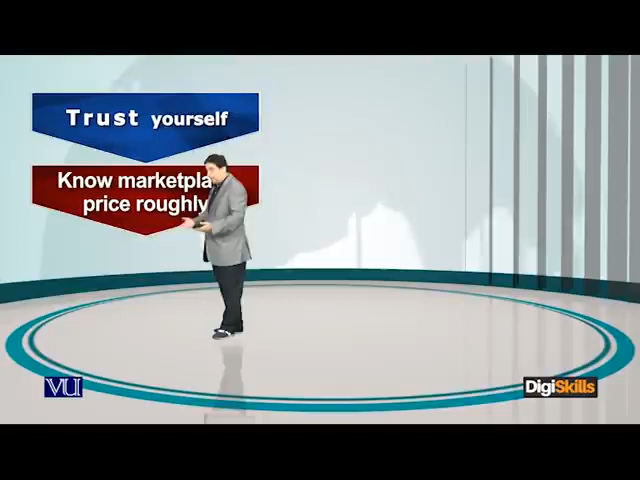 Trust yourself
Know marketpla
price roughly
VU
DigiSkills